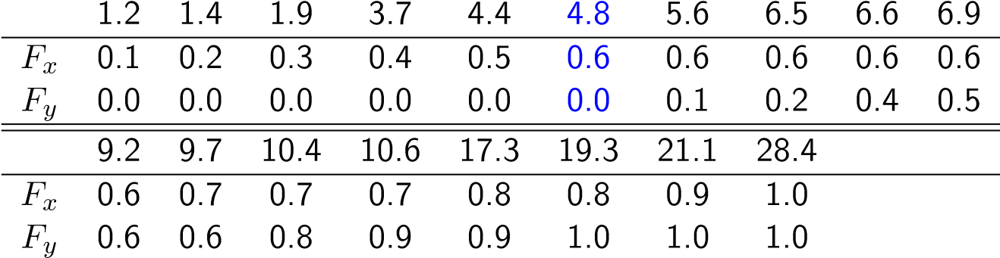 1.2 1.4 1.9 3.7 4.4 4.8 5.6 6.5 6.6 6.9
Fx 0.1 0.2 0.3 0.4 0.5 0.6 0.6 0.6 0.6 0.6
Fy 0.0 0.0 0.0 0.0 0.0 0.0 0.1 0.2 0.4 0.5
9.2 9.7 10.4 10.6 17.3 19.3 21.1 28.4
Fx 0.6 0.7 0.7 0.7 0.8 0.8 0.9 1.0
Fy 0.6 0.6 0.8 0.9 0.9 1.0 1.0 1.0